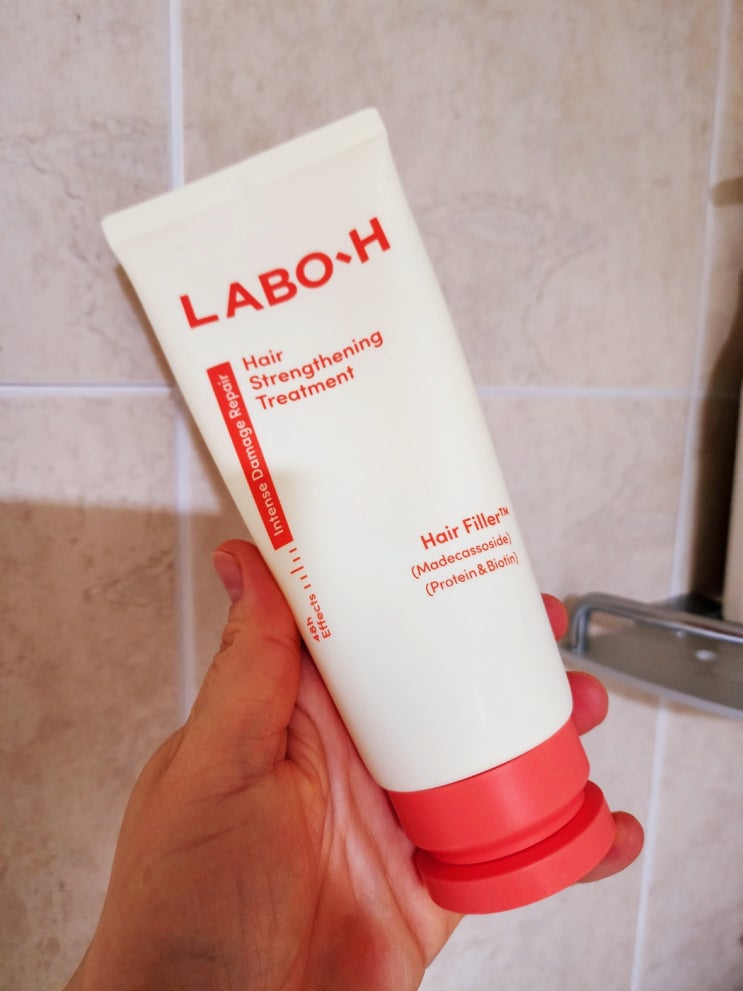 LABO◆H
Hair
Strengthening
Treatment
Intense Damage Repair
48h
Effects
Hair Filler™
(Madecassoside)
(Protein & Biotin)